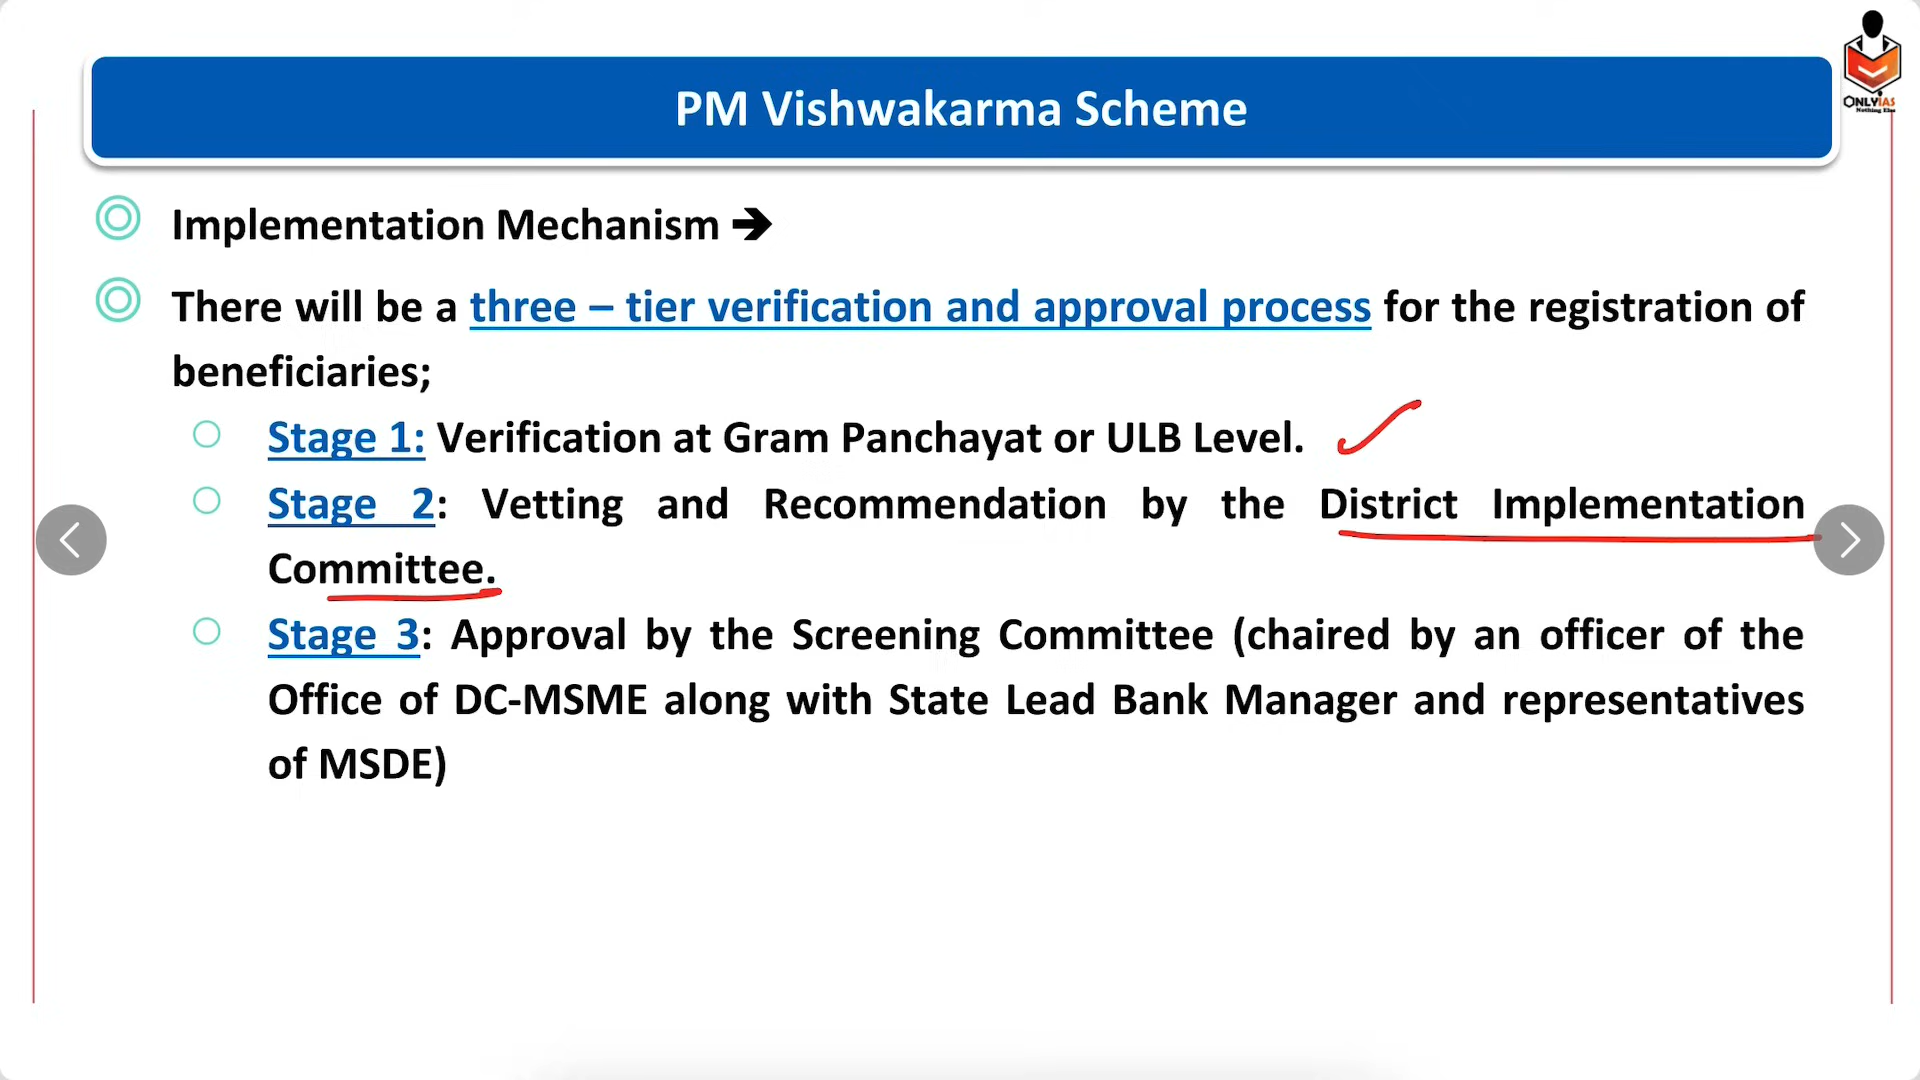 PM Vishwakarma Scheme
ONLYIAS
Nothing Else
Implementation Mechanism ➔
There will be a three – tier verification and approval process for the registration of
beneficiaries;
Stage 1: Verification at Gram Panchayat or ULB Level.
Stage 2: Vetting and Recommendation by the District Implementation
Committee.
Stage 3: Approval by the Screening Committee (chaired by an officer of the
Office of DC-MSME along with State Lead Bank Manager and representatives
of MSDE)